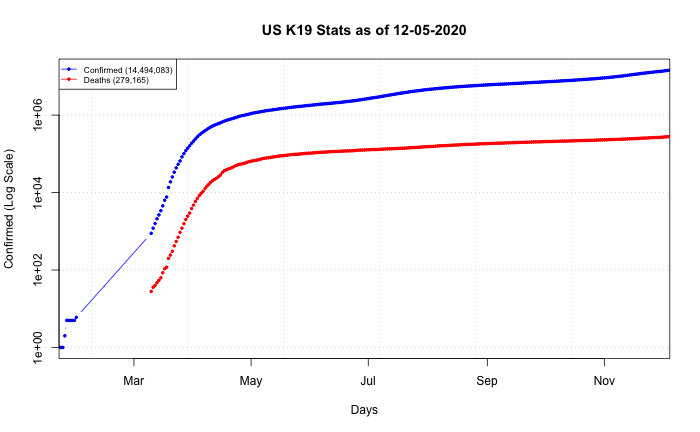 US K19 Stats as of 12-05-2020
Confirmed (14,494,083)
Deaths (279,165)
Confirmed (Log Scale)
1e+06
1e+04
1e+02
1e+00
Mar May Jul Sep Nov
Days